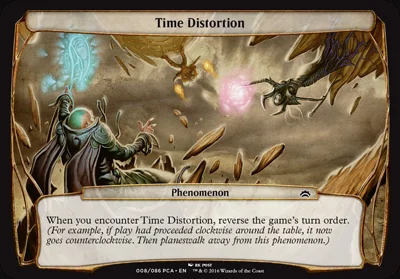 Time Distortion
Phenomenon
When you encounter Time Distortion, reverse the game's turn order.
(For example, if play had proceeded clockwise around the table, it now
goes counterclockwise. Then planeswalk away from this phenomenon.)
RK POST
008/086 PCA • EN ™ & © 2016 Wizards of the Coast